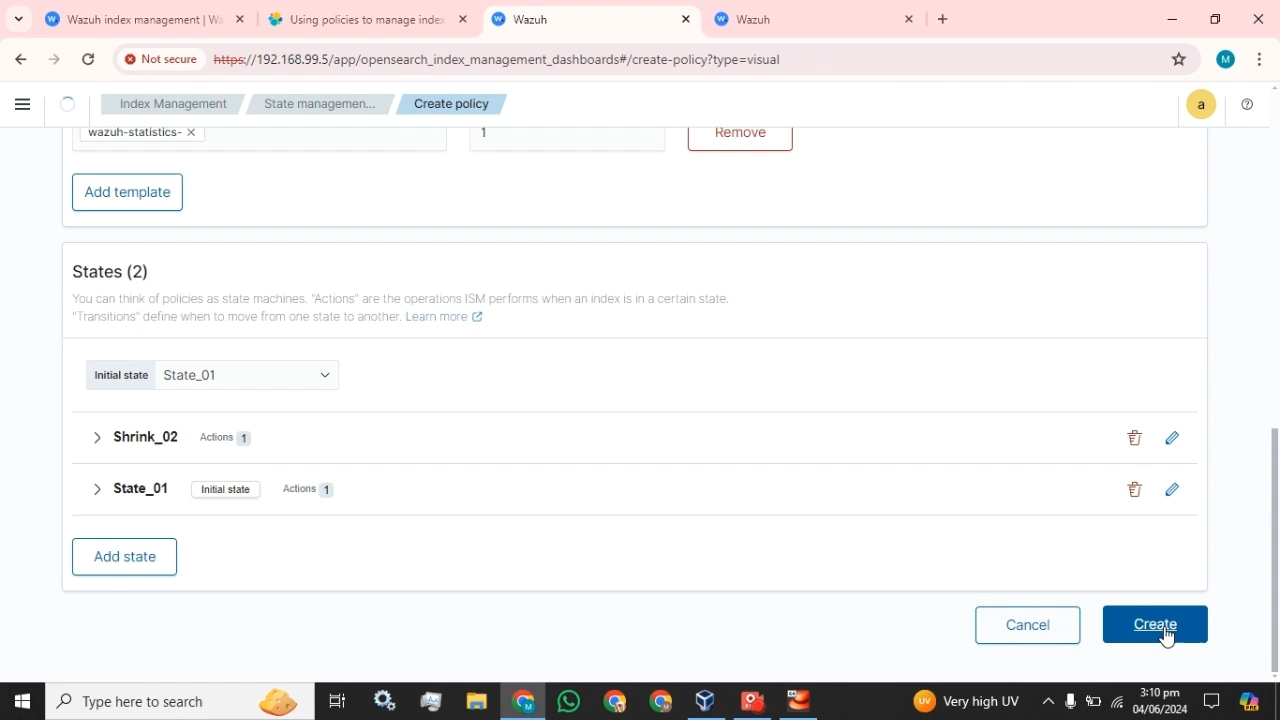 Wazuh index management | Wa
Using policies to manage index
Wazuh
Wazuh
Not secure
https://192.168.99.5/app/opensearch_index_management_dashboards#/create-policy?type=visual
M
Index Management
State managemen...
Create policy
a
wazuh-statistics-
1
Remove
Add template
States (2)
You can think of policies as state machines. "Actions" are the operations ISM performs when an index is in a certain state.
"Transitions" define when to move from one state to another. Learn more
Initial state State_01
Shrink_02 Actions 1
State_01 Initial state Actions 1
Add state
Cancel
Create
Type here to search
UV Very high UV
3:10 pm
04/06/2024